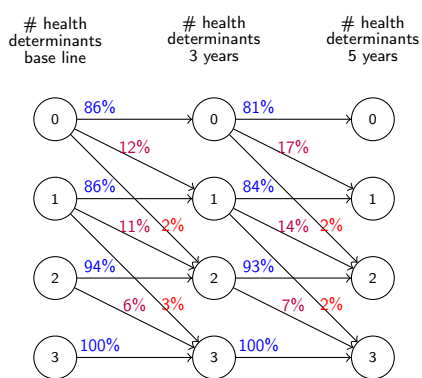 # health # health # health
determinants determinants determinants
base line 3 years 5 years
86% 81%
0 0 0
12% 17%
86% 84%
1 1 1
11% 2% 14% 2%
94% 93%
2 2 2
6% 3% 7% 2%
100% 100%
3 3 3